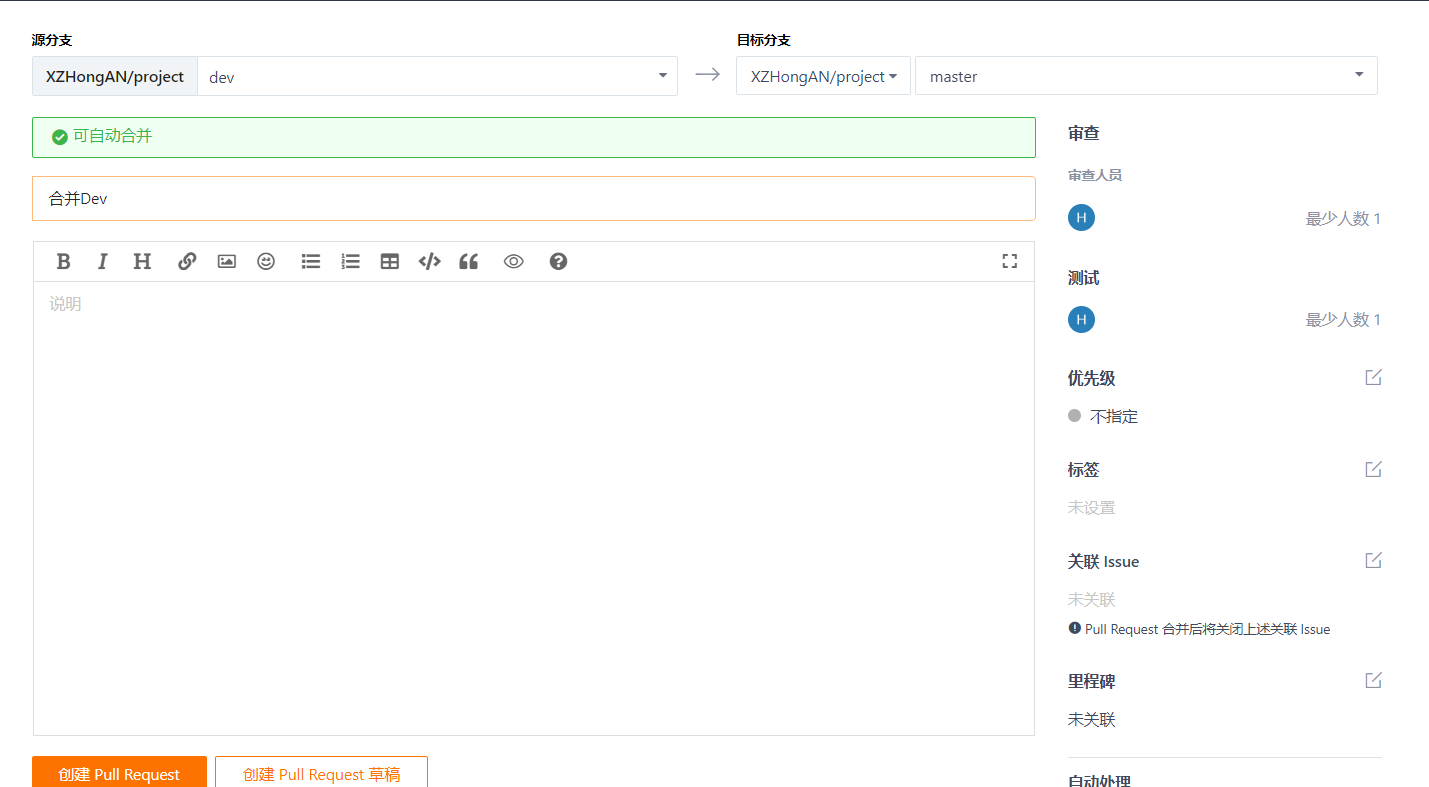 源分支
目标分支
XZHongAN/project
dev
XZHongAN/project
master
可自动合并
合并Dev
说明
审查
审查人员
H
最少人数 1
测试
H
最少人数 1
优先级
不指定
标签
未设置
关联 Issue
未关联
Pull Request 合并后将关闭上述关联 Issue
里程碑
未关联
创建 Pull Request
创建 Pull Request 草稿
自动处理